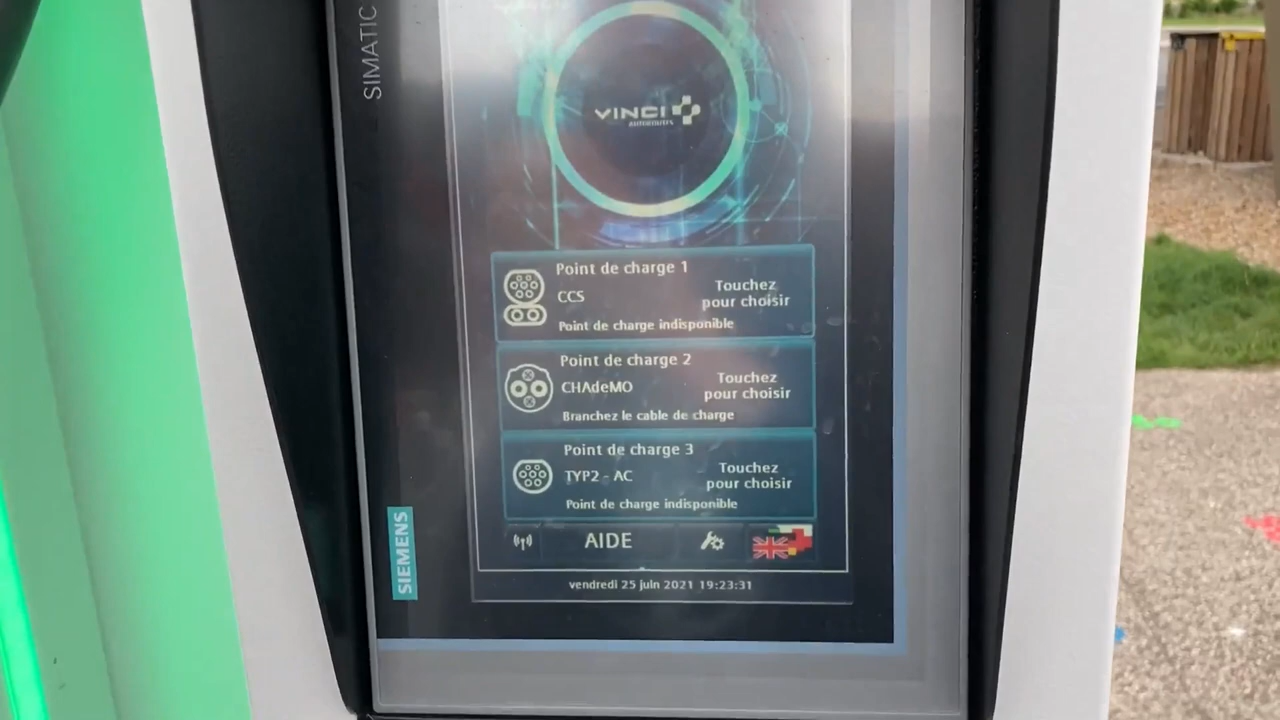 SIMATIC
VINCI
AUTOROUTES
Point de charge 1
CCS
Touchez
pour choisir
Point de charge indisponible
Point de charge 2
CHAdeMO
Touchez
pour choisir
Branchez le cable de charge
Point de charge 3
TYP2 - AC
Touchez
pour choisir
Point de charge indisponible
AIDE
vendredi 25 juin 2021 19:23:31
SIEMENS